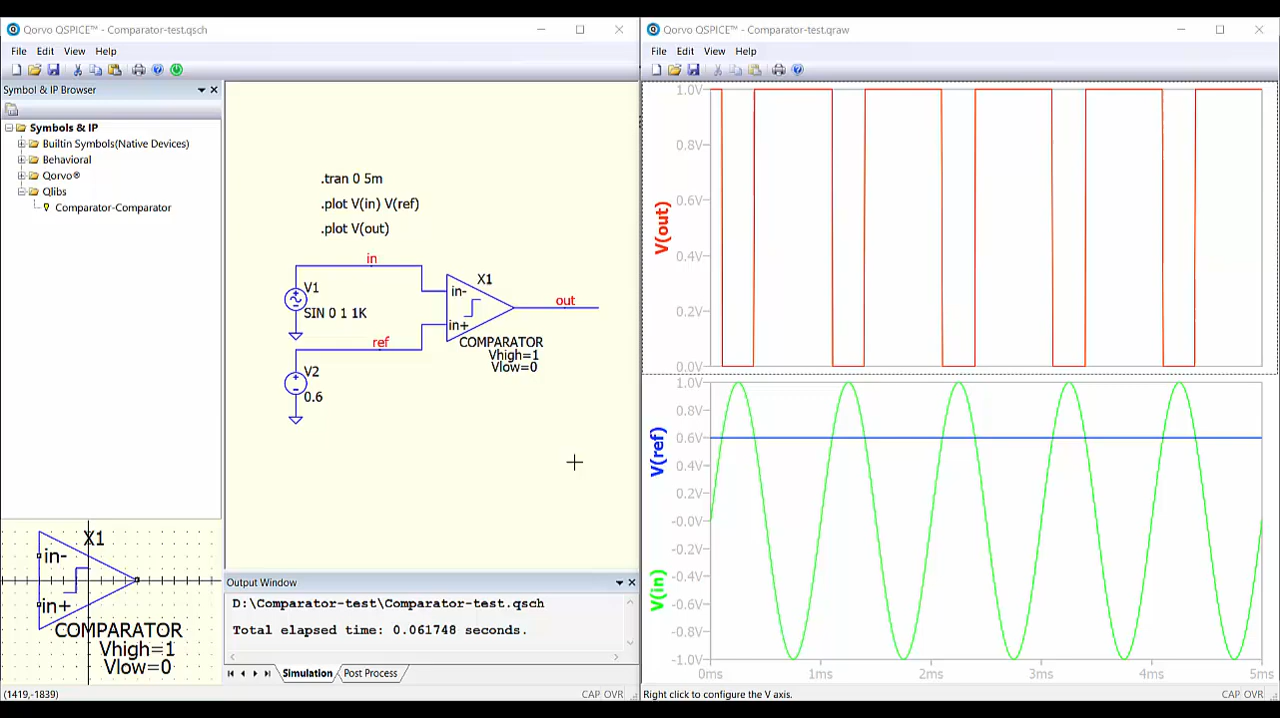 Qorvo QSPICE™ - Comparator-test.qsch
File Edit View Help
Symbol & IP Browser
Symbols & IP
Builtin Symbols(Native Devices)
Behavioral
Qorvo®
Qlibs
Comparator-Comparator
X1
in-
in+
COMPARATOR
Vhigh=1
Vlow=0
.tran 0 5m
.plot V(in) V(ref)
.plot V(out)
in
V1
SIN 0 1 1K
ref
V2
0.6
X1
in-
in+
out
COMPARATOR
Vhigh=1
Vlow=0
Output Window
D:\Comparator-test\Comparator-test.qsch
Total elapsed time: 0.061748 seconds.
Simulation Post Process
(1419,-1839)
CAP OVR
Qorvo QSPICE™ - Comparator-test.qraw
File Edit View Help
V(out)
1.0V
0.8V
0.6V
0.4V
0.2V
0.0V
V(ref)
V(in)
1.0V
0.8V
0.6V
0.4V
0.2V
-0.0V
-0.2V
-0.4V
-0.6V
-0.8V
-1.0V
0ms 1ms 2ms 3ms 4ms 5ms
Right click to configure the V axis.
CAP OVR